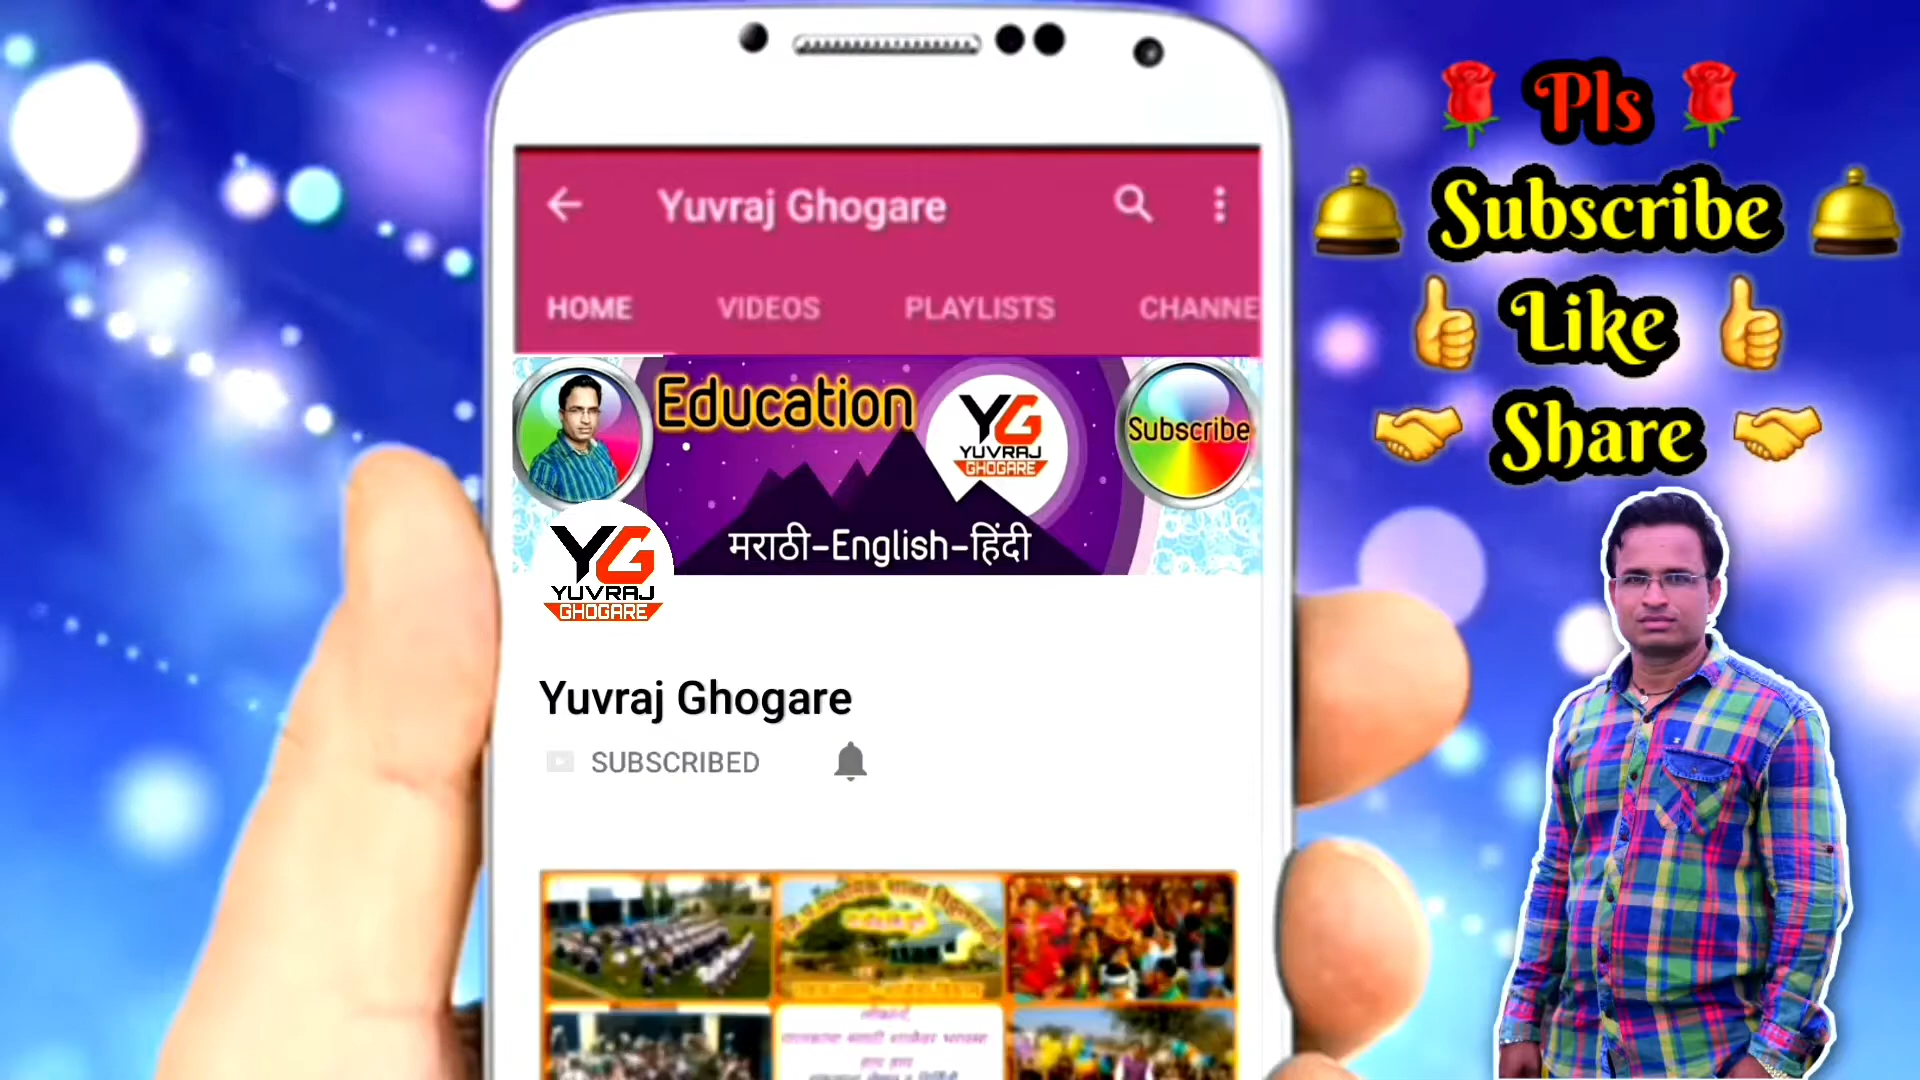 Yuvraj Ghogare
HOME VIDEOS PLAYLISTS CHANNE
Education
YG
YUVRAJ
GHOGARE
Subscribe
मराठी-English-हिंदी
YG
YUVRAJ
GHOGARE
Yuvraj Ghogare
SUBSCRIBED
Pls
Subscribe
Like
Share